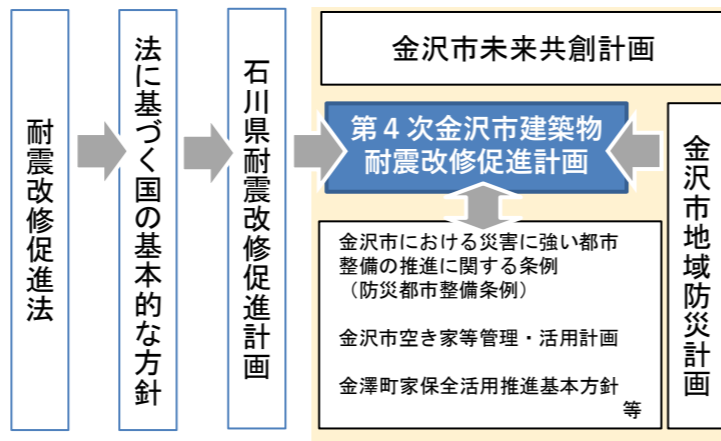 耐震改修促進法
法に基づく国の基本的な方針
石川県耐震改修促進計画
金沢市未来共創計画
第4次金沢市建築物
耐震改修促進計画
金沢市における災害に強い都市
整備の推進に関する条例
（防災都市整備条例）
金沢市空き家等管理・活用計画
金澤町家保全活用推進基本方針
等
金沢市地域防災計画